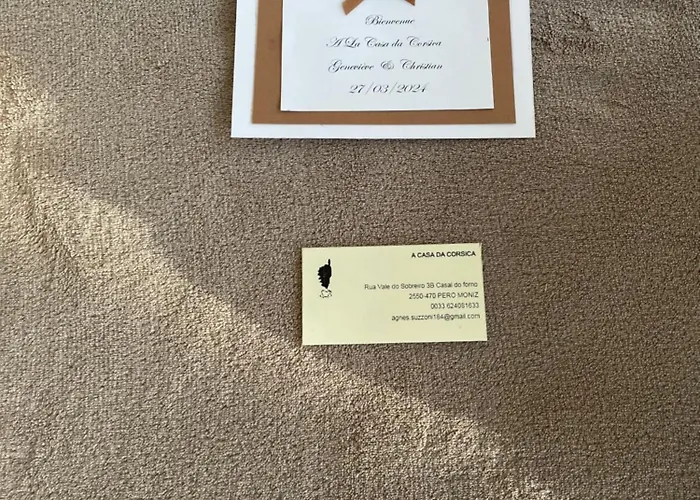 Bienvenue
A La Casa da Corsica
Geneviève & Christian
27/03/2024
A CASA DA CORSICA
Rua Vale do Sobreiro 3B Casal do forno
2550-470 PERO MONIZ
0033 624081633
agnes.suzzoni164@gmail.com